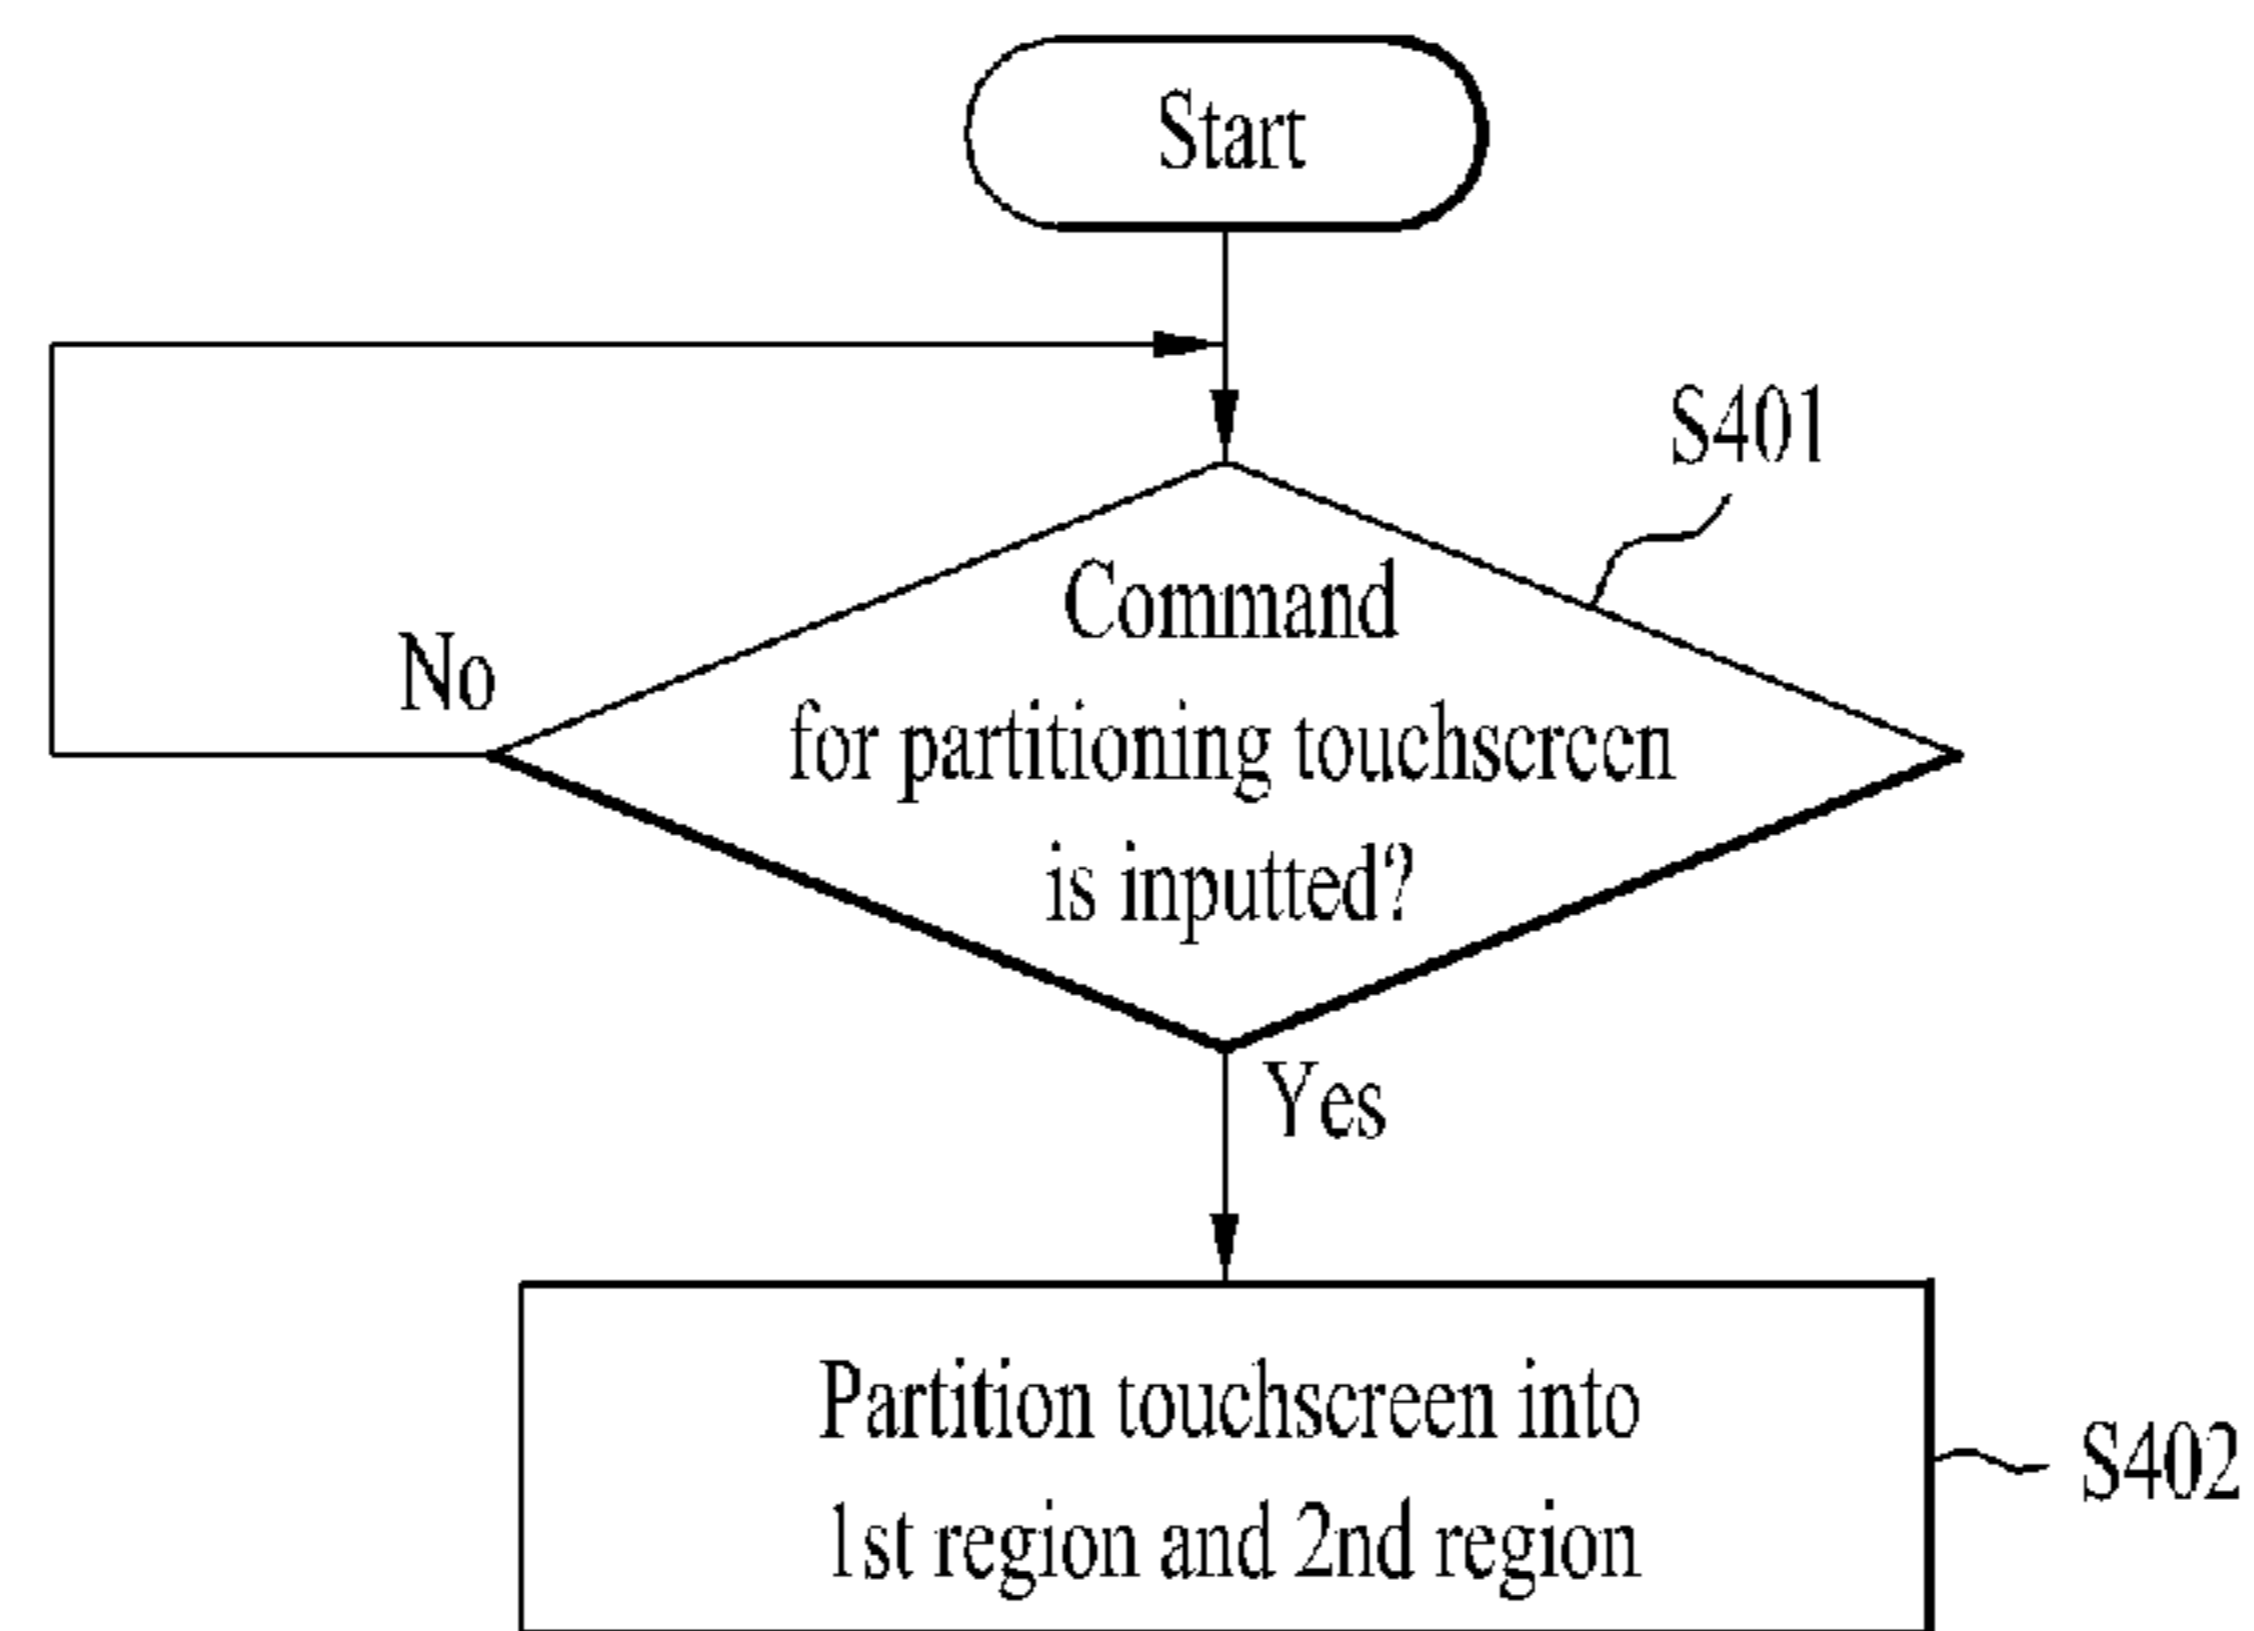 Start
S401
Command
for partitioning touchscreen
is inputted?
No
Yes
Partition touchscreen into
1st region and 2nd region
S402